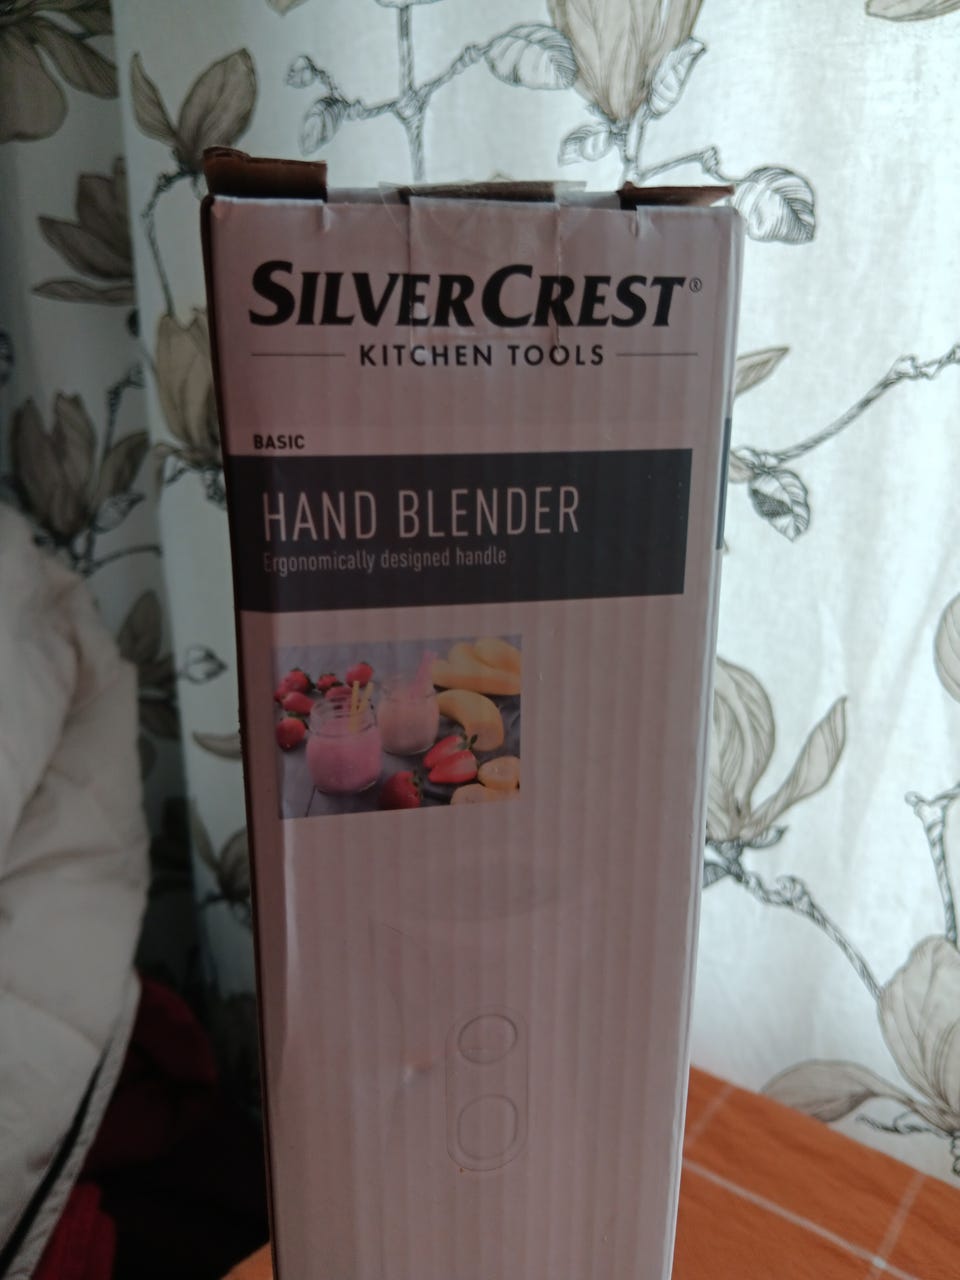 SILVERCREST®
KITCHEN TOOLS
BASIC
HAND BLENDER
Ergonomically designed handle